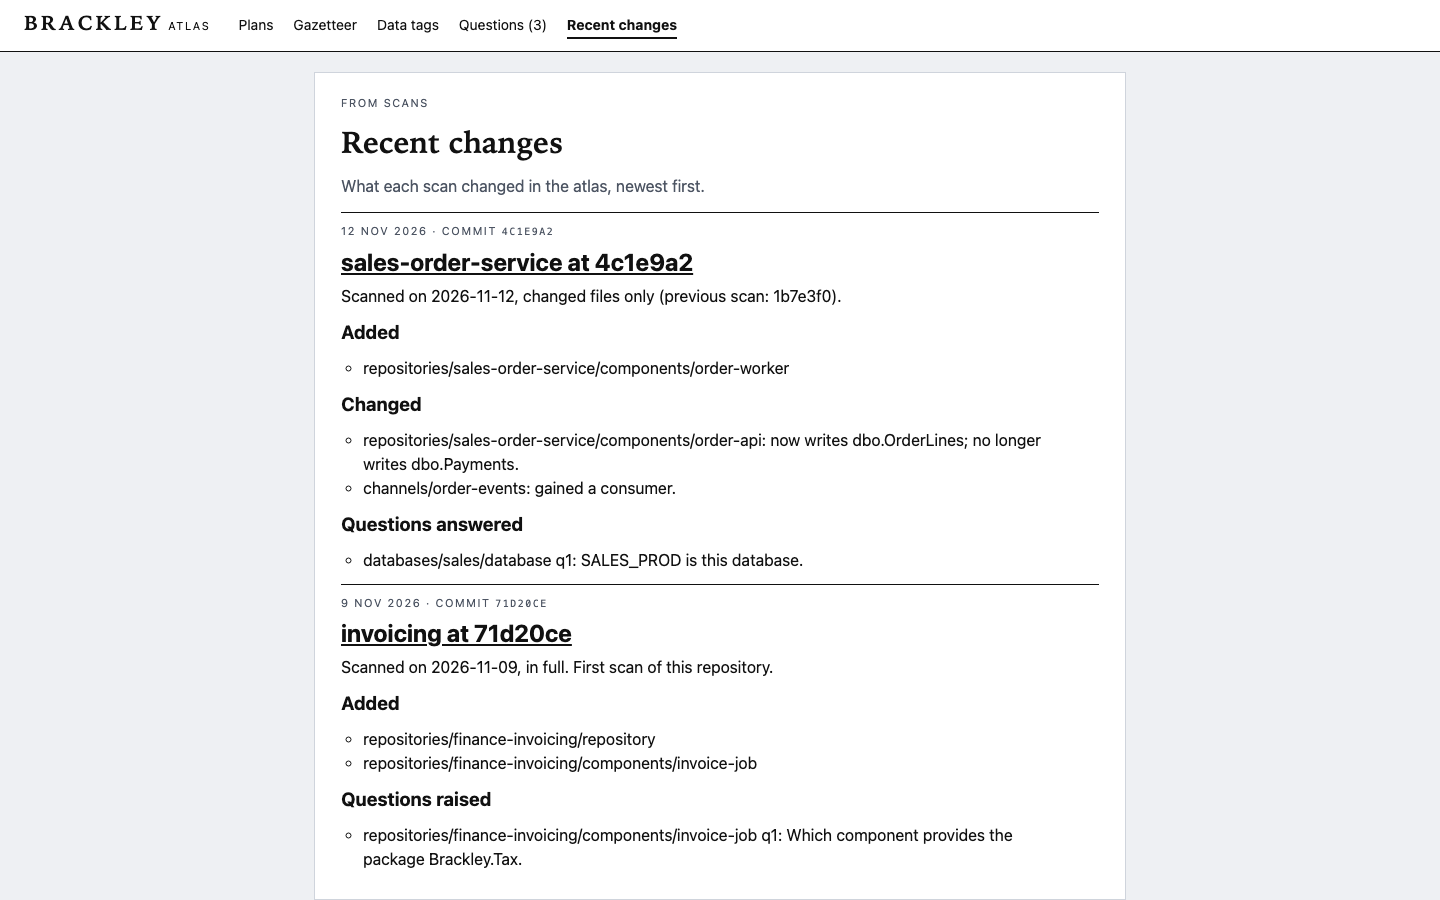 BRACKLEY ATLAS Plans Gazetteer Data tags Questions (3) Recent changes
FROM SCANS
Recent changes
What each scan changed in the atlas, newest first.
12 NOV 2026 · COMMIT 4C1E9A2
sales-order-service at 4c1e9a2
Scanned on 2026-11-12, changed files only (previous scan: 1b7e3f0).
Added
repositories/sales-order-service/components/order-worker
Changed
repositories/sales-order-service/components/order-api: now writes dbo.OrderLines; no longer
writes dbo.Payments.
channels/order-events: gained a consumer.
Questions answered
databases/sales/database q1: SALES_PROD is this database.
9 NOV 2026 · COMMIT 71D20CE
invoicing at 71d20ce
Scanned on 2026-11-09, in full. First scan of this repository.
Added
repositories/finance-invoicing/repository
repositories/finance-invoicing/components/invoice-job
Questions raised
repositories/finance-invoicing/components/invoice-job q1: Which component provides the
package Brackley.Tax.